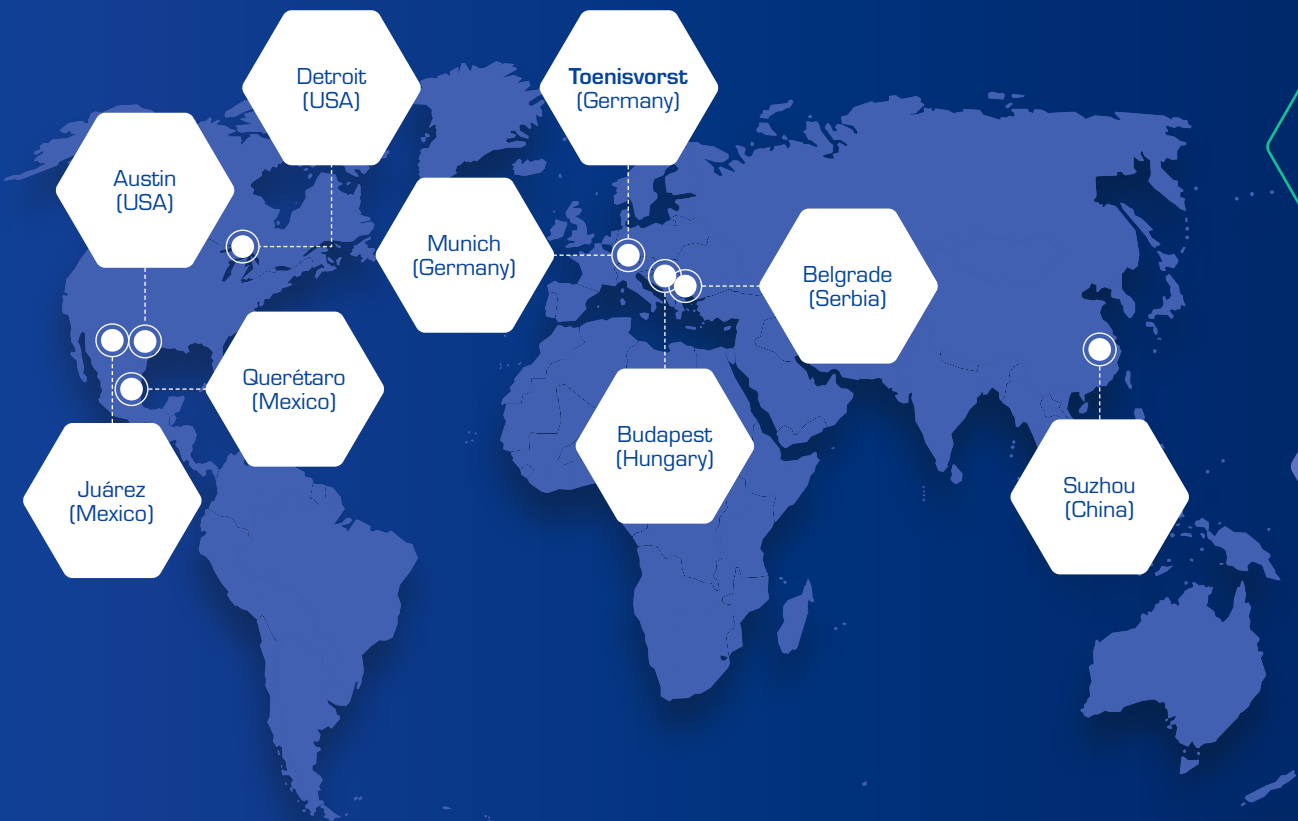 Detroit
(USA)
Toenisvorst
(Germany)
Austin
(USA)
Munich
(Germany)
Belgrade
(Serbia)
Querétaro
(Mexico)
Budapest
(Hungary)
Juárez
(Mexico)
Suzhou
(China)